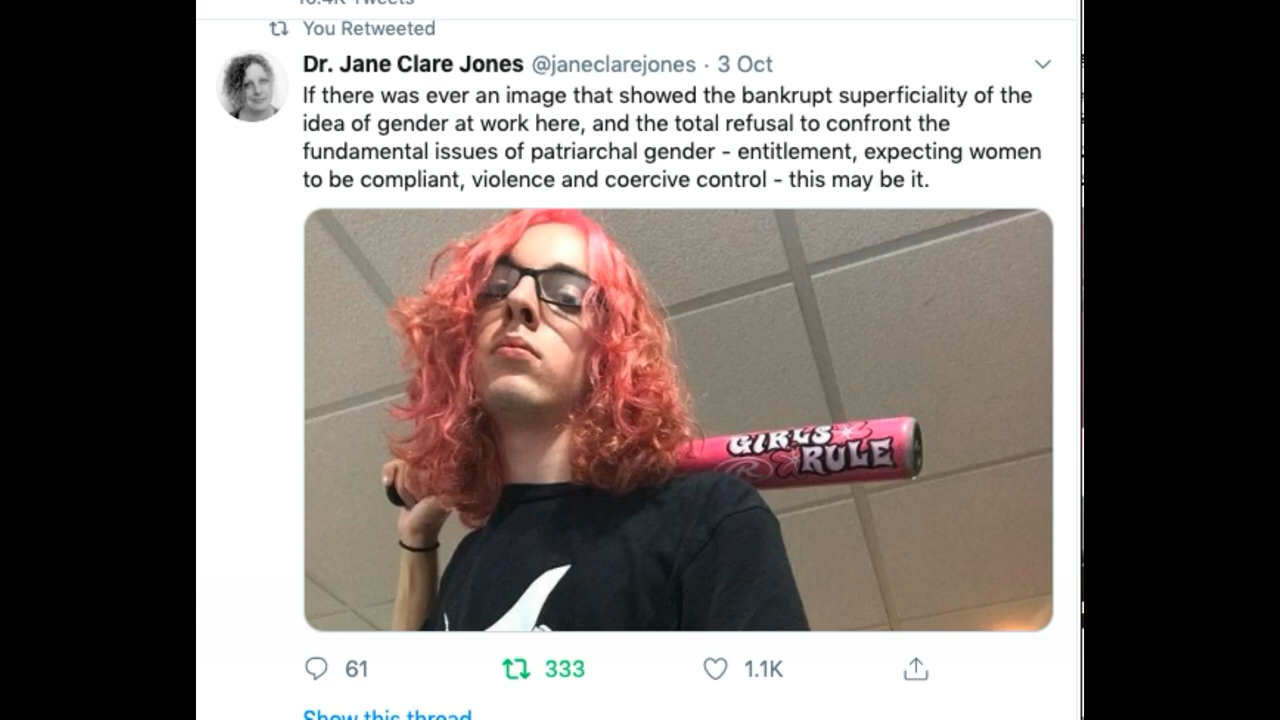 10.4K Tweets
You Retweeted
Dr. Jane Clare Jones @janeclarejones · 3 Oct
If there was ever an image that showed the bankrupt superficiality of the
idea of gender at work here, and the total refusal to confront the
fundamental issues of patriarchal gender - entitlement, expecting women
to be compliant, violence and coercive control - this may be it.
GIRLS
RULE
61 333 1.1K
Show this thread